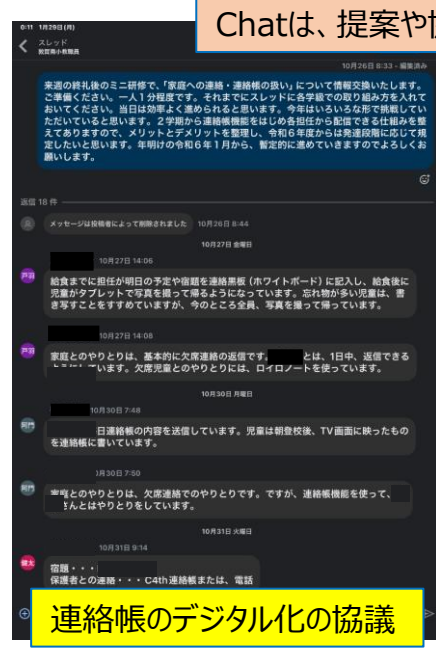 Chatは、提案や
0:11 1月29日(月)
スレッド
10月26日 8:33・編集済み
来週の終礼後のミニ研修で、「家庭への連絡・連絡帳の扱い」について情報交換いたします。
ご準備ください。一人1分程度です。それまでにスレッドに各学級での取り組み方を入れて
おいてください。当日は効率よく進められると思います。今年はいろいろな形で挑戦してい
ただいていると思います。2学期から連絡帳機能をはじめ各担任から配信できる仕組みを整
えてありますので、メリットとデメリットを整理し、令和6年度からは発達段階に応じて規
定したいと思います。年明けの令和6年1月から、暫定的に進めていきますのでよろしくお
願いします。
返信 18 件
メッセージは投稿者によって削除されました 10月26日 8:44
10月27日 金曜日
10月27日 14:06
戸羽
給食までに担任が明日の予定や宿題を連絡黒板(ホワイトボード)に記入し、給食後に
児童がタブレットで写真を撮って帰るようになっています。忘れ物が多い児童は、書
き写すことをすすめていますが、今のところ全員、写真を撮って帰っています。
10月27日 14:08
戸羽
家庭とのやりとりは、基本的に欠席連絡の返信です。 とは、1日中、返信できる
ています。欠席児童とのやりとりには、ロイロノートを使っています。
10月30日 月曜日
10月30日 7:48
阿門
日連絡帳の内容を送信しています。児童は朝登校後、TV画面に映ったもの
を連絡帳に書いています。
月30日 7:50
阿門
とのやりとりは、欠席連絡でのやりとりです。ですが、連絡帳機能を使って、
さんとはやりとりをしています。
10月31日 火曜日
10月31日 9:14
健太
宿題・・・
保護者との連絡・・・C4th連絡帳または、電話
連絡帳のデジタル化の協議